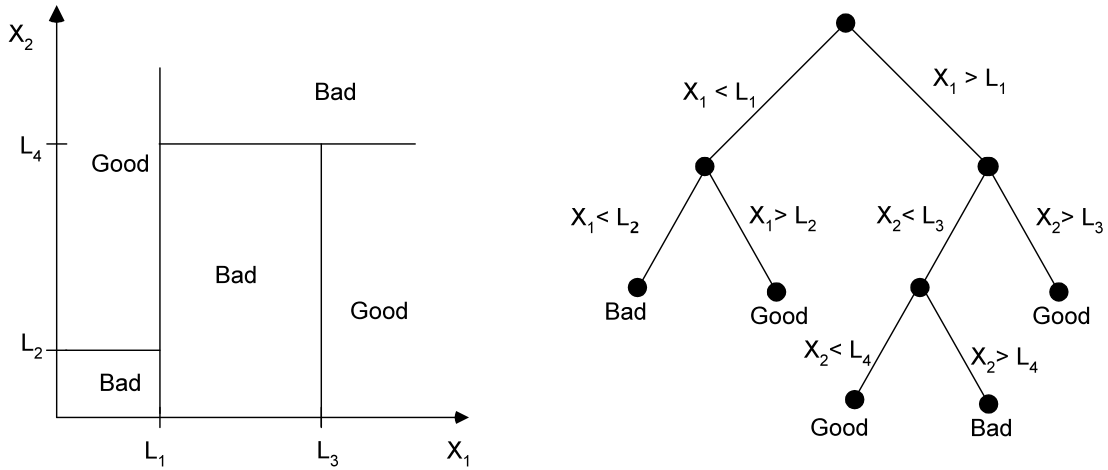 X₂
Bad
L₄
Good
Bad
Good
L₂
Bad
L₁
L₃
X₁
X₁ < L₁
X₁ > L₁
X₁< L₂
X₁> L₂
X₂< L₃
X₂> L₃
Bad
Good
Good
X₂< L₄
X₂> L₄
Good
Bad